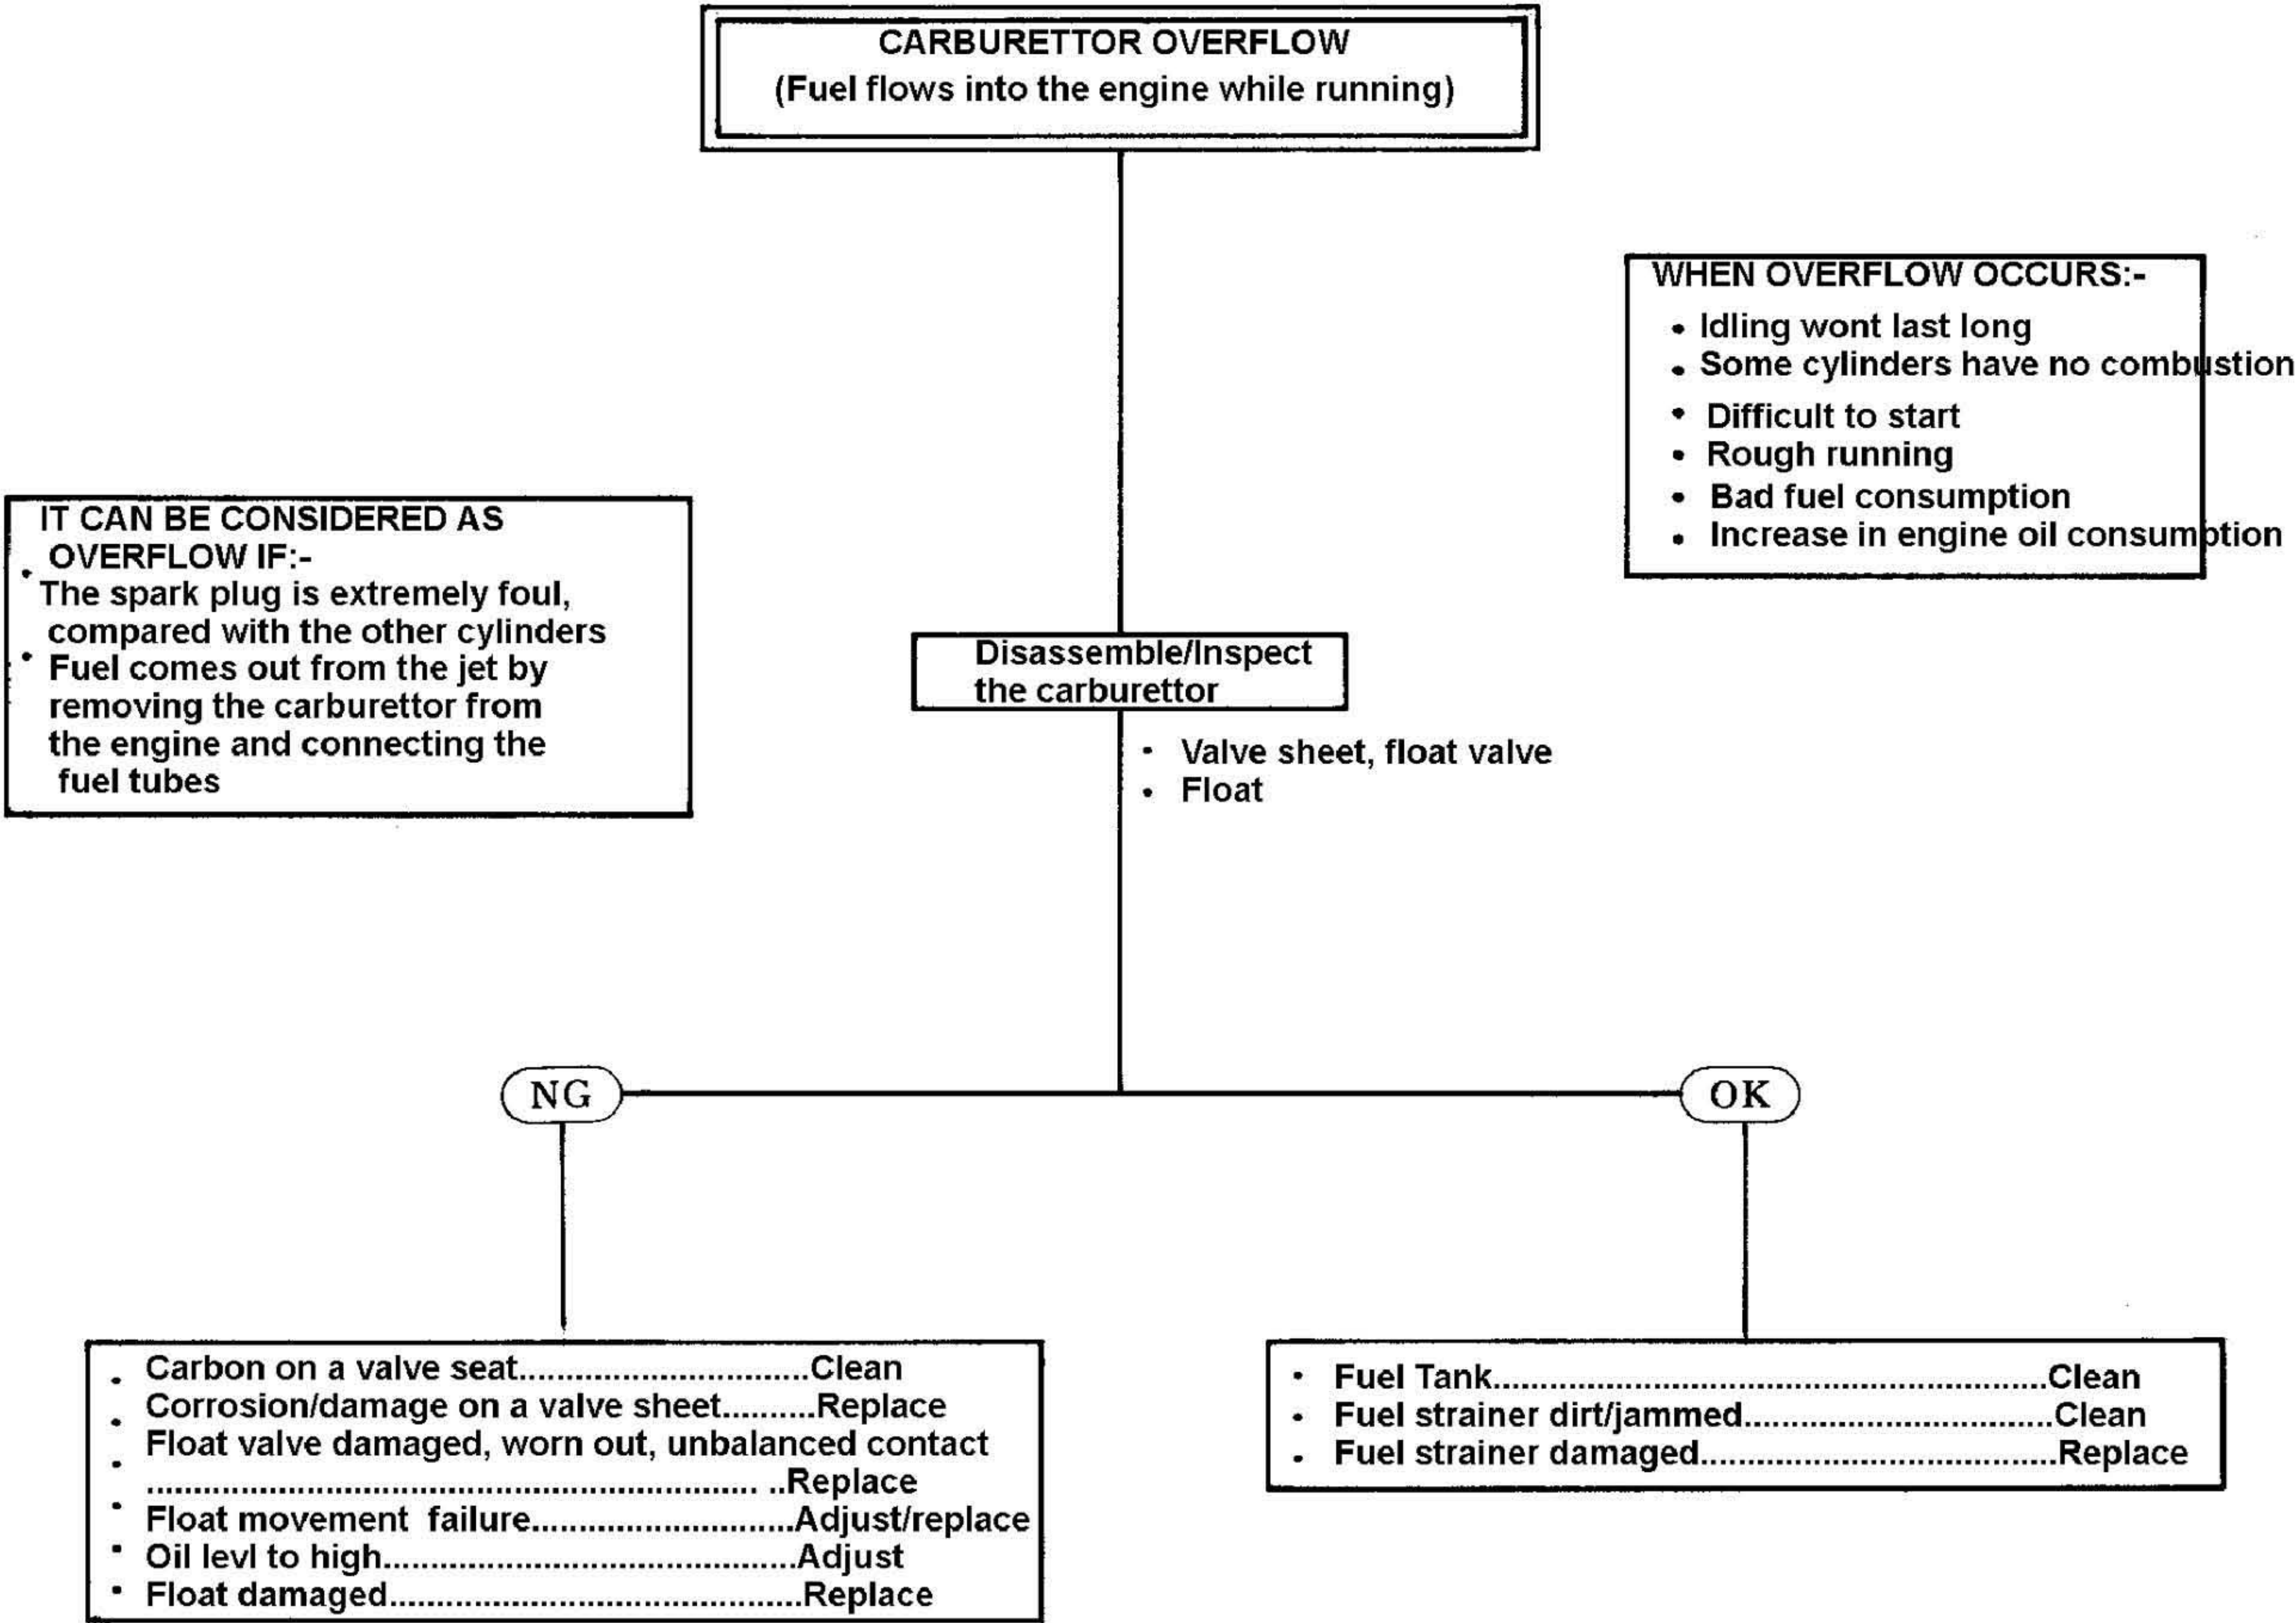 CARBURETTOR OVERFLOW
(Fuel flows into the engine while running)
WHEN OVERFLOW OCCURS:-
• Idling wont last long
• Some cylinders have no combustion
• Difficult to start
• Rough running
• Bad fuel consumption
• Increase in engine oil consumption
IT CAN BE CONSIDERED AS
OVERFLOW IF:-
• The spark plug is extremely foul,
compared with the other cylinders
• Fuel comes out from the jet by
removing the carburettor from
the engine and connecting the
fuel tubes
Disassemble/Inspect
the carburettor
• Valve sheet, float valve
• Float
NG
OK
• Carbon on a valve seat...............................Clean
• Corrosion/damage on a valve sheet..........Replace
• Float valve damaged, worn out, unbalanced contact
................................................................. ..Replace
• Float movement failure............................Adjust/replace
• Oil levl to high............................................Adjust
• Float damaged............................................Replace
• Fuel Tank...........................................................Clean
• Fuel strainer dirt/jammed.................................Clean
• Fuel strainer damaged......................................Replace